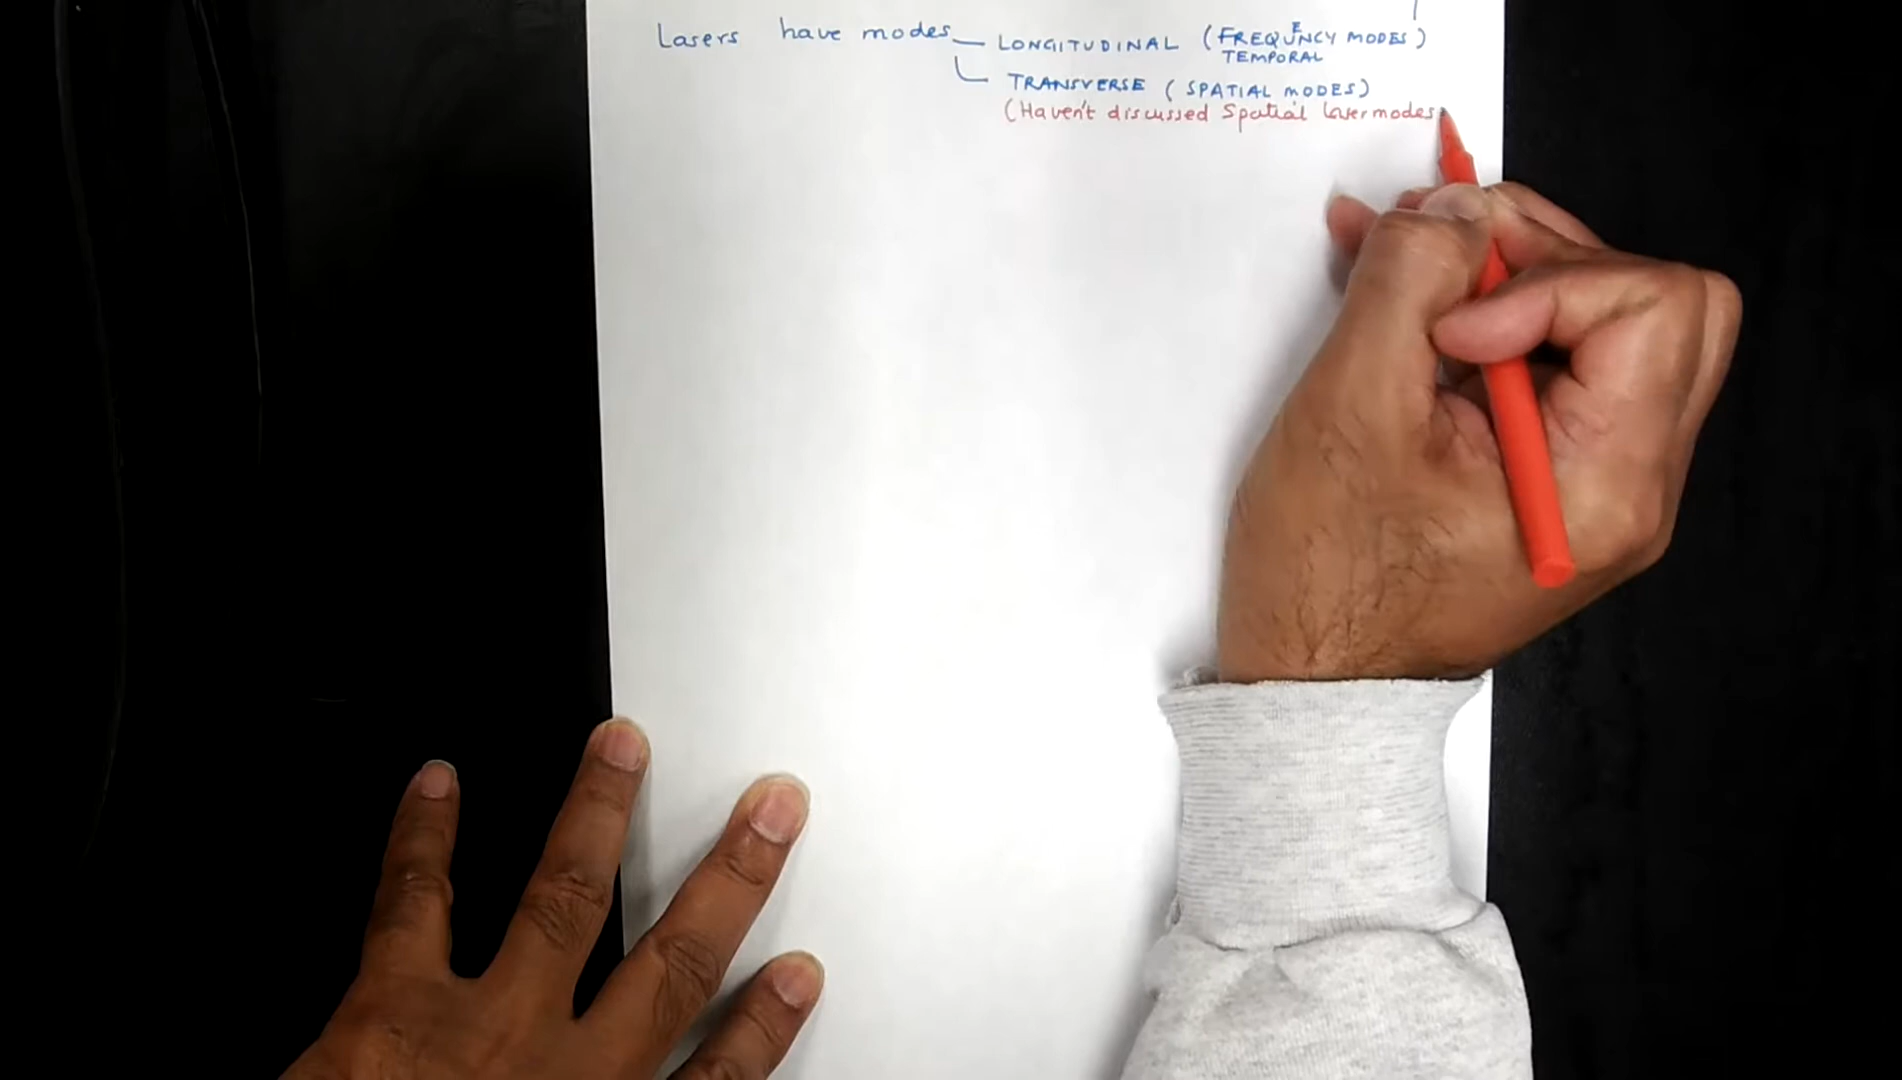 Lasers have modes
LONGITUDINAL (FREQUENCY MODES)
TEMPORAL
TRANSVERSE (SPATIAL MODES)
(Haven't discussed Spatial laser modes